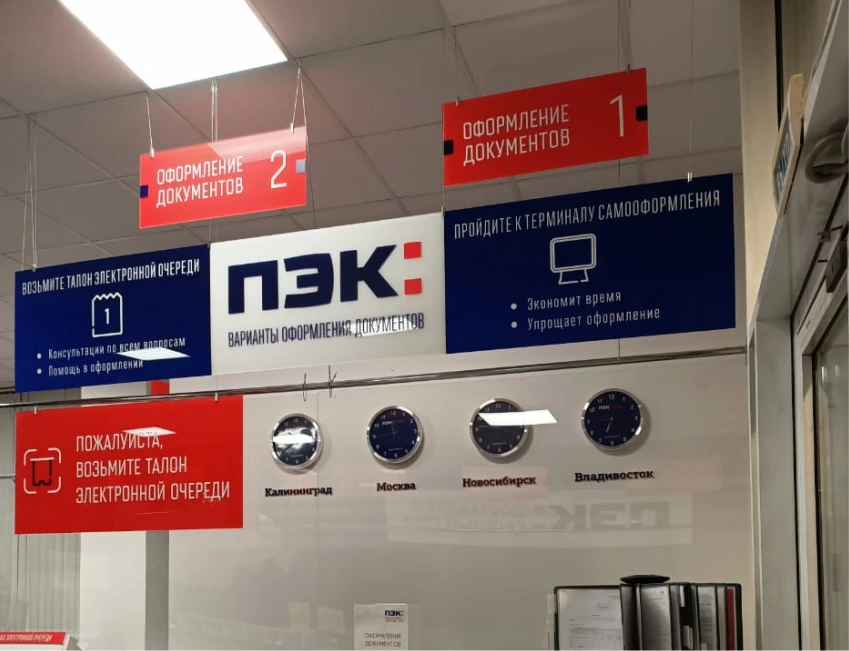 ОФОРМЛЕНИЕ
ДОКУМЕНТОВ
2
ОФОРМЛЕНИЕ
ДОКУМЕНТОВ
1
ВОЗЬМИТЕ ТАЛОН ЭЛЕКТРОННОЙ ОЧЕРЕДИ
1
• Консультации по всем вопросам
• Помощь в оформлении
ПЭК:
ВАРИАНТЫ ОФОРМЛЕНИЯ ДОКУМЕНТОВ
ПРОЙДИТЕ К ТЕРМИНАЛУ САМООФОРМЛЕНИЯ
• Экономит время
• Упрощает оформление
ПОЖАЛУЙСТА,
ВОЗЬМИТЕ ТАЛОН
ЭЛЕКТРОННОЙ ОЧЕРЕДИ
Калининград
Москва
Новосибирск
Владивосток
ПЭК:
ОФОРМЛЕНИЕ
ДОКУМЕНТОВ
ЭЛЕКТРОННОЙ ОЧЕРЕДИ